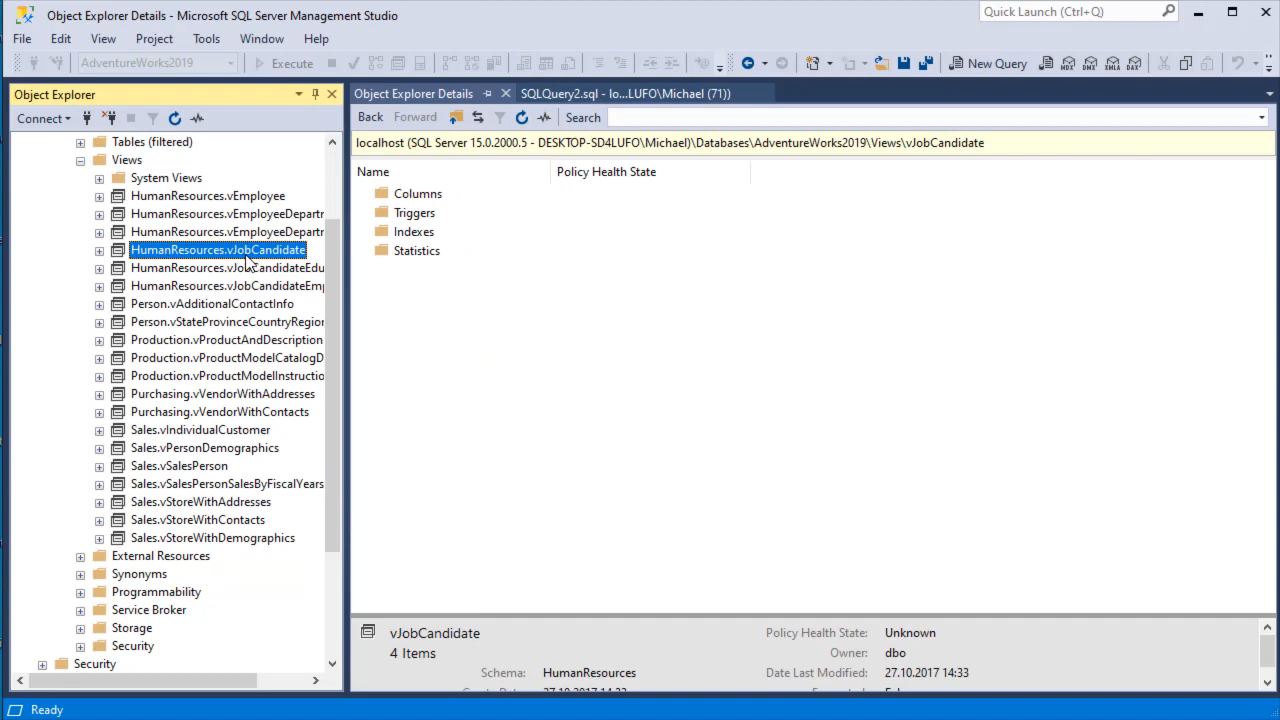 Object Explorer Details - Microsoft SQL Server Management Studio
Quick Launch (Ctrl+Q)
File Edit View Project Tools Window Help
AdventureWorks2019
Execute
New Query
MDX
DMX
XMLA
DAX
Object Explorer
Connect
Tables (filtered)
Views
System Views
HumanResources.vEmployee
HumanResources.vEmployeeDepartr
HumanResources.vEmployeeDepartr
HumanResources.vJobCandidate
HumanResources.vJobCandidateEdu
HumanResources.vJobCandidateEmp
Person.vAdditionalContactInfo
Person.vStateProvinceCountryRegion
Production.vProductAndDescription
Production.vProductModelCatalogD
Production.vProductModelInstructio
Purchasing.vVendorWithAddresses
Purchasing.vVendorWithContacts
Sales.vIndividualCustomer
Sales.vPersonDemographics
Sales.vSalesPerson
Sales.vSalesPersonSalesByFiscalYears
Sales.vStoreWithAddresses
Sales.vStoreWithContacts
Sales.vStoreWithDemographics
External Resources
Synonyms
Programmability
Service Broker
Storage
Security
Security
Object Explorer Details
SQLQuery2.sql - lo...LUFO\Michael (71))
Back Forward Search
localhost (SQL Server 15.0.2000.5 - DESKTOP-SD4LUFO\Michael)\Databases\AdventureWorks2019\Views\vJobCandidate
Name Policy Health State
Columns
Triggers
Indexes
Statistics
vJobCandidate
4 Items
Policy Health State: Unknown
Owner: dbo
Schema: HumanResources
Date Last Modified: 27.10.2017 14:33
Ready